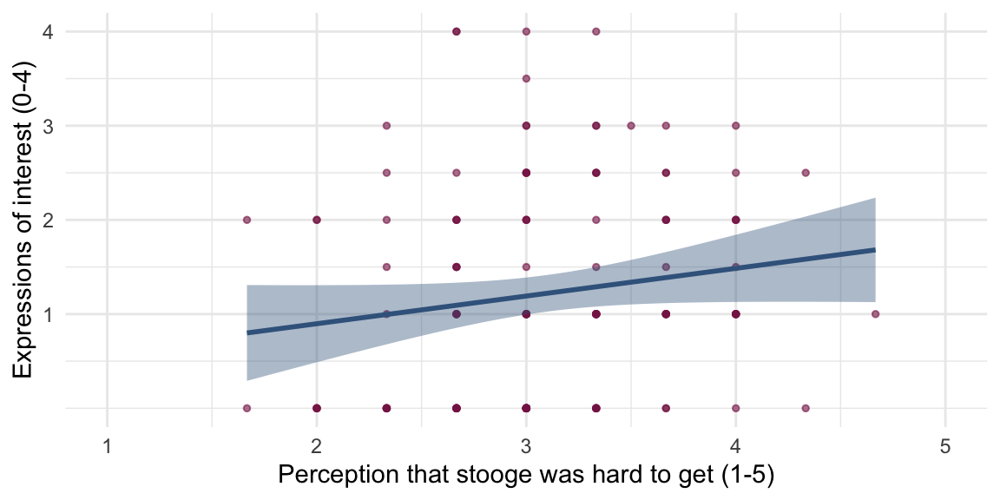 4
3
2
1
Expressions of interest (0-4)
1 2 3 4 5
Perception that stooge was hard to get (1-5)